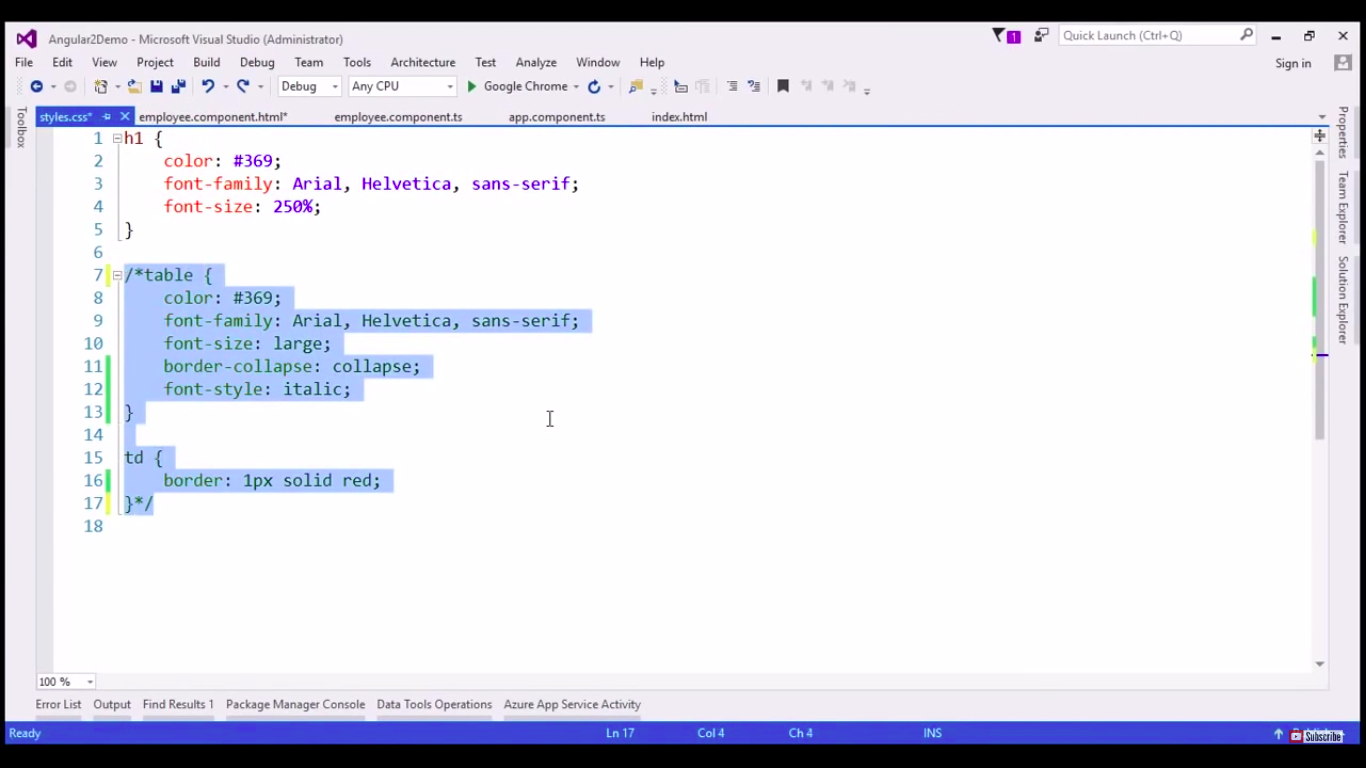 Angular2Demo - Microsoft Visual Studio (Administrator)
1
Quick Launch (Ctrl+Q)
File Edit View Project Build Debug Team Tools Architecture Test Analyze Window Help
Sign in
Debug Any CPU Google Chrome
Toolbox
styles.css* employee.component.html* employee.component.ts app.component.ts index.html
1 h1 {
2 color: #369;
3 font-family: Arial, Helvetica, sans-serif;
4 font-size: 250%;
5 }
6
7 /*table {
8 color: #369;
9 font-family: Arial, Helvetica, sans-serif;
10 font-size: large;
11 border-collapse: collapse;
12 font-style: italic;
13 }
14
15 td {
16 border: 1px solid red;
17 }*/
18
Properties
Team Explorer
Solution Explorer
100 %
Error List Output Find Results 1 Package Manager Console Data Tools Operations Azure App Service Activity
Ready Ln 17 Col 4 Ch 4 INS
Subscribe